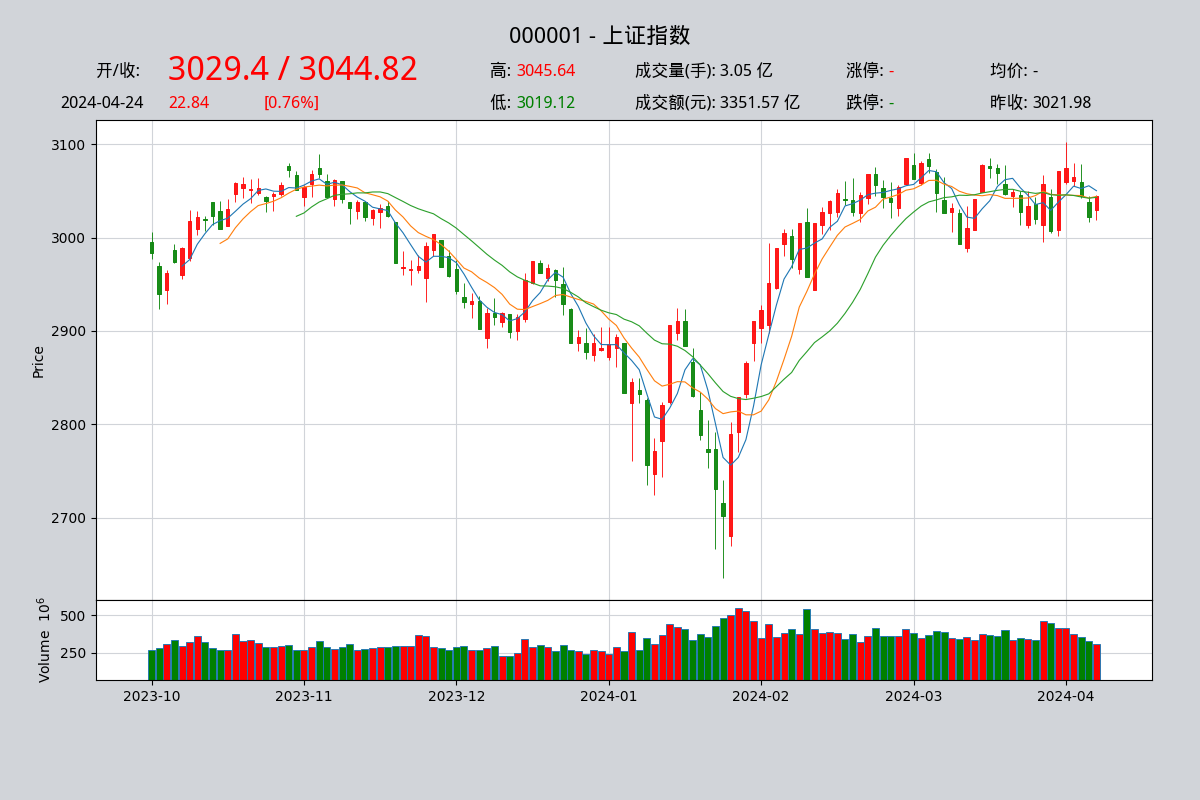 000001 - 上证指数
开/收: 3029.4 / 3044.82 高: 3045.64 成交量(手): 3.05 亿 涨停: - 均价: -
2024-04-24 22.84 [0.76%] 低: 3019.12 成交额(元): 3351.57 亿 跌停: - 昨收: 3021.98
3100
3000
2900
Price
2800
2700
Volume 10^6
500
250
2023-10 2023-11 2023-12 2024-01 2024-02 2024-03 2024-04